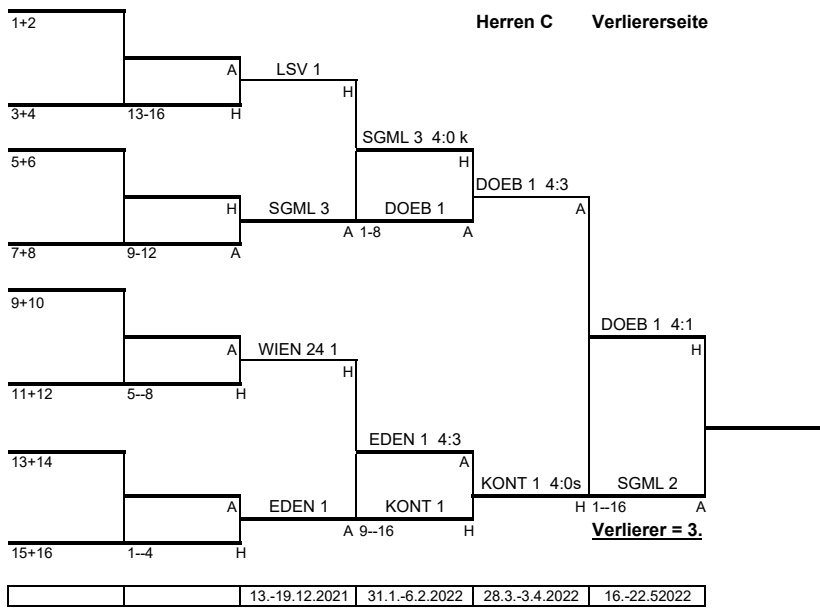 Herren C Verliererseite
1+2
A LSV 1
H
3+4 13-16 H
SGML 3 4:0 k
5+6 H
DOEB 1 4:3
H SGML 3 DOEB 1 A
A 1-8 A
7+8 9-12 A
9+10
DOEB 1 4:1
A WIEN 24 1 H
H
11+12 5--8 H
EDEN 1 4:3
13+14 A
KONT 1 4:0s SGML 2
A EDEN 1 KONT 1 H 1--16 A
A 9--16 H Verlierer = 3.
15+16 1--4 H
13.-19.12.2021 31.1.-6.2.2022 28.3.-3.4.2022 16.-22.52022